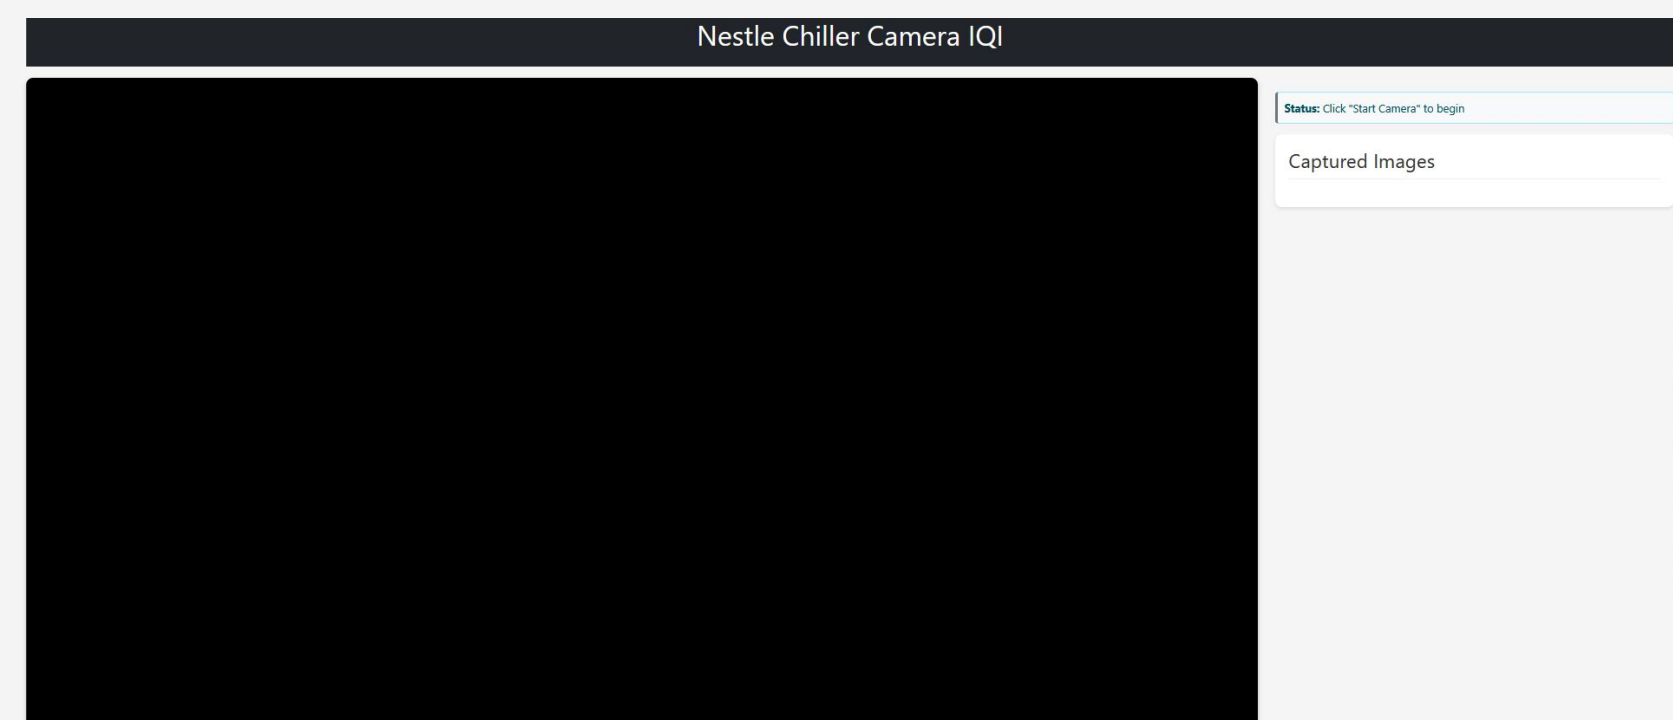 Nestle Chiller Camera IQI
Status: Click "Start Camera" to begin
Captured Images